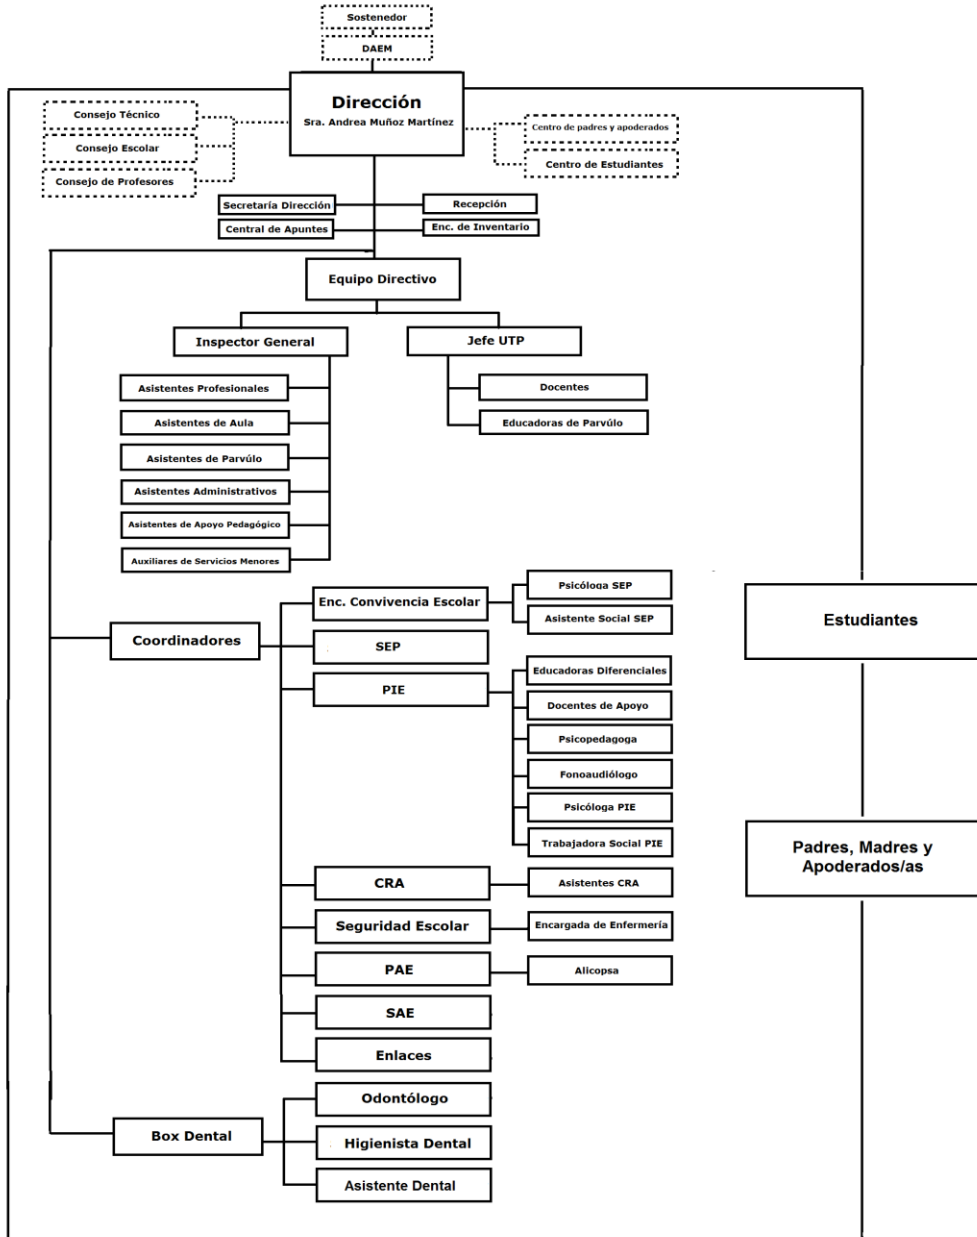 Sostenedor
DAEM
Dirección
Sra. Andrea Muñoz Martínez
Consejo Técnico
Consejo Escolar
Consejo de Profesores
Centro de padres y apoderados
Centro de Estudiantes
Secretaría Dirección
Recepción
Central de Apuntes
Enc. de Inventario
Equipo Directivo
Inspector General
Jefe UTP
Asistentes Profesionales
Asistentes de Aula
Asistentes de Parvúlo
Asistentes Administrativos
Asistentes de Apoyo Pedagógico
Auxiliares de Servicios Menores
Docentes
Educadoras de Parvúlo
Coordinadores
Enc. Convivencia Escolar
Psicóloga SEP
Asistente Social SEP
SEP
PIE
Educadoras Diferenciales
Docentes de Apoyo
Psicopedagoga
Fonoaudiólogo
Psicóloga PIE
Trabajadora Social PIE
CRA
Asistentes CRA
Seguridad Escolar
Encargada de Enfermería
PAE
Alicopsa
SAE
Enlaces
Box Dental
Odontólogo
Higienista Dental
Asistente Dental
Estudiantes
Padres, Madres y
Apoderados/as